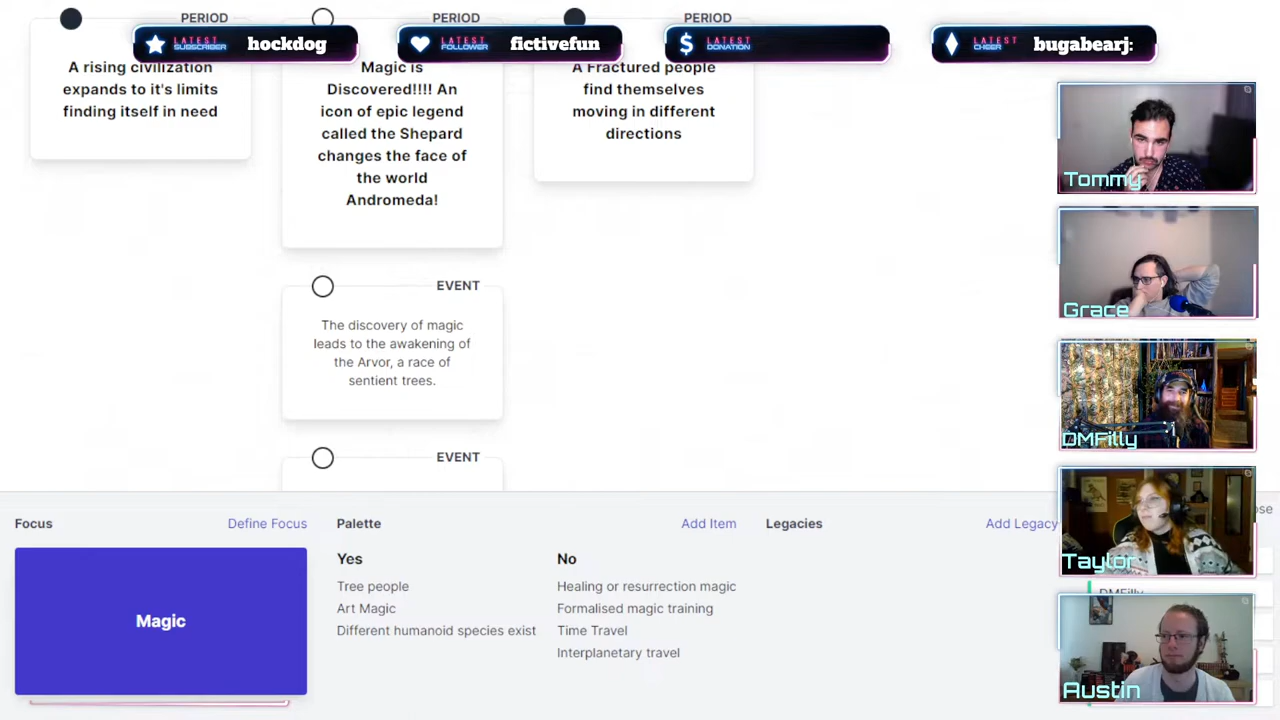 PERIOD
PERIOD
PERIOD
LATEST
SUBSCRIBER
hockdog
LATEST
FOLLOWER
fictivefun
LATEST
DONATION
LATEST
CHEER
bugabearj:
A rising civilization
expands to it's limits
finding itself in need
Magic is
Discovered!!!! An
icon of epic legend
called the Shepard
changes the face of
the world
Andromeda!
A Fractured people
find themselves
moving in different
directions
EVENT
The discovery of magic
leads to the awakening of
the Arvor, a race of
sentient trees.
EVENT
Focus
Define Focus
Magic
Palette
Add Item
Yes
Tree people
Art Magic
Different humanoid species exist
No
Healing or resurrection magic
Formalised magic training
Time Travel
Interplanetary travel
Legacies
Add Legacy
Tommy
Grace
DMFilly
Taylor
Austin